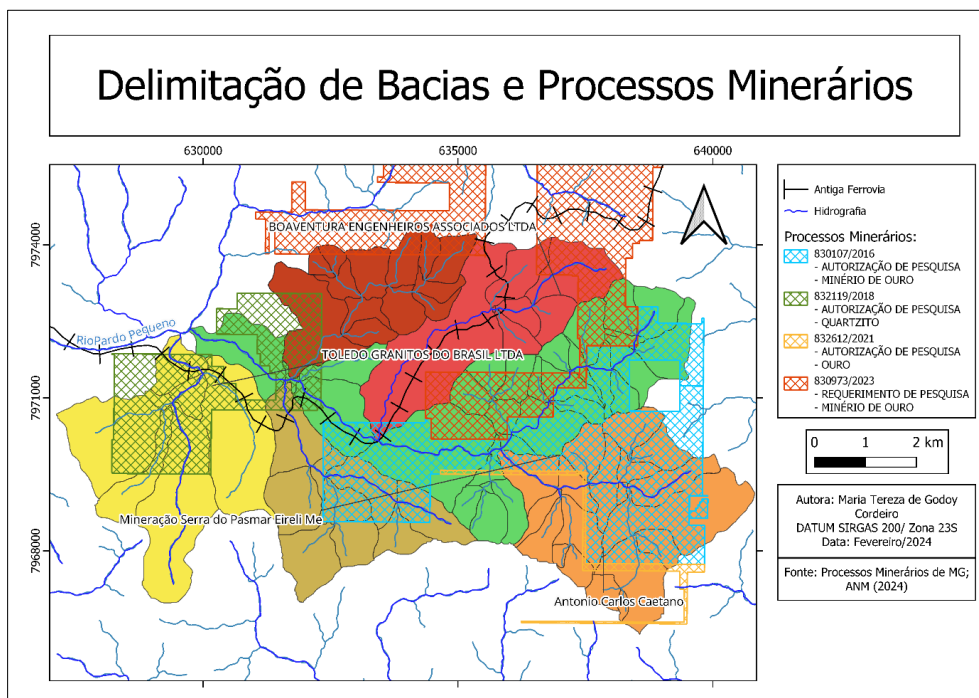 Delimitação de Bacias e Processos Minerários
630000
635000
640000
7974000
7971000
7968000
BOAVENTURA ENGENHEIROS ASSOCIADOS LTDA
RioPardo Pequeno
TOLEDO GRANITOS DO BRASIL LTDA
Mineração Serra do Pasmar Eireli Me
Antonio Carlos Caetano
Antiga Ferrovia
Hidrografia
Processos Minerários:
830107/2016
- AUTORIZAÇÃO DE PESQUISA
- MINÉRIO DE OURO
832119/2018
- AUTORIZAÇÃO DE PESQUISA
- QUARTZITO
832612/2021
- AUTORIZAÇÃO DE PESQUISA
- OURO
830973/2023
- REQUERIMENTO DE PESQUISA
- MINÉRIO DE OURO
0 1 2 km
Autora: Maria Tereza de Godoy
Cordeiro
DATUM SIRGAS 200/ Zona 23S
Data: Fevereiro/2024
Fonte: Processos Minerários de MG;
ANM (2024)